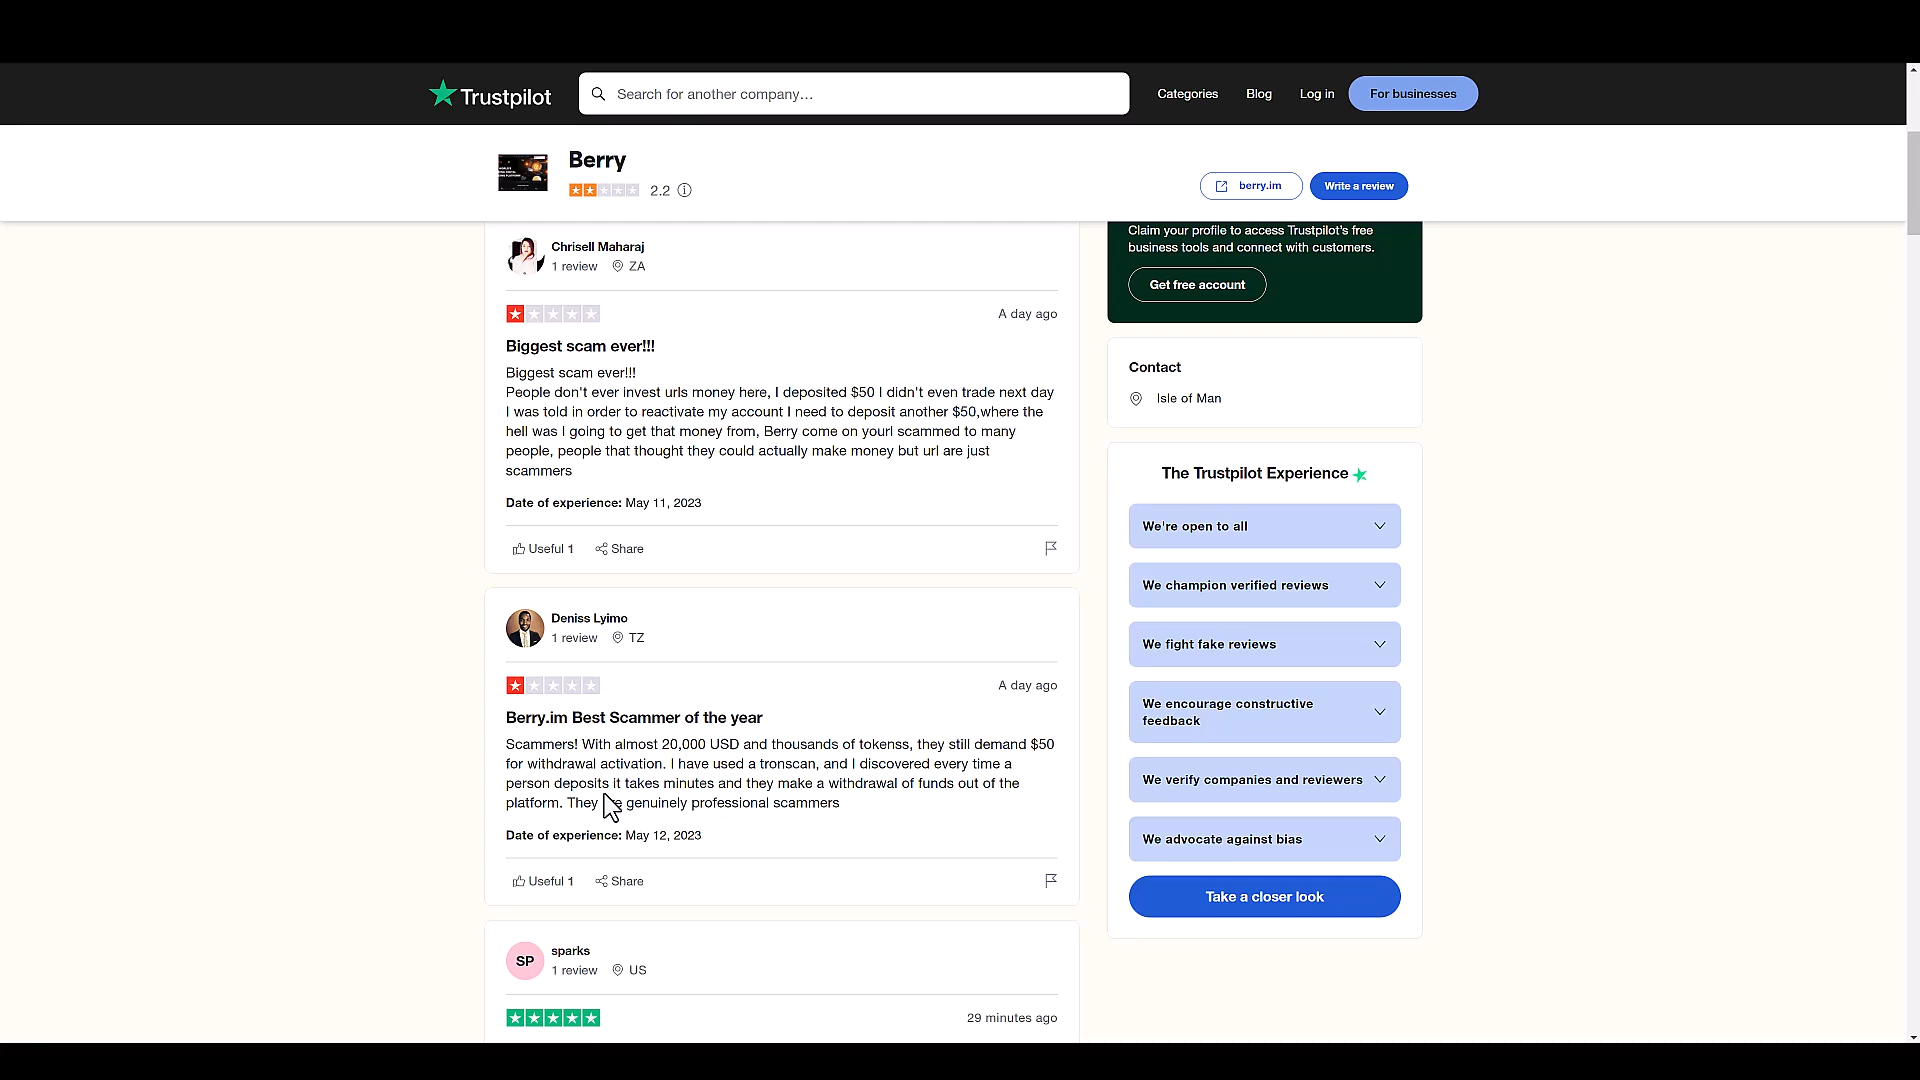 Trustpilot
Search for another company…
Categories
Blog
Log in
For businesses
Berry
2.2
berry.im
Write a review
Chrisell Maharaj
1 review ZA
A day ago
Biggest scam ever!!!
Biggest scam ever!!!
People don't ever invest urls money here, I deposited $50 I didn't even trade next day
I was told in order to reactivate my account I need to deposit another $50,where the
hell was I going to get that money from, Berry come on yourl scammed to many
people, people that thought they could actually make money but url are just
scammers
Date of experience: May 11, 2023
Useful 1 Share
Deniss Lyimo
1 review TZ
A day ago
Berry.im Best Scammer of the year
Scammers! With almost 20,000 USD and thousands of tokenss, they still demand $50
for withdrawal activation. I have used a tronscan, and I discovered every time a
person deposits it takes minutes and they make a withdrawal of funds out of the
platform. They genuinely professional scammers
Date of experience: May 12, 2023
Useful 1 Share
SP
sparks
1 review US
29 minutes ago
Claim your profile to access Trustpilot's free
business tools and connect with customers.
Get free account
Contact
Isle of Man
The Trustpilot Experience
We're open to all
We champion verified reviews
We fight fake reviews
We encourage constructive
feedback
We verify companies and reviewers
We advocate against bias
Take a closer look